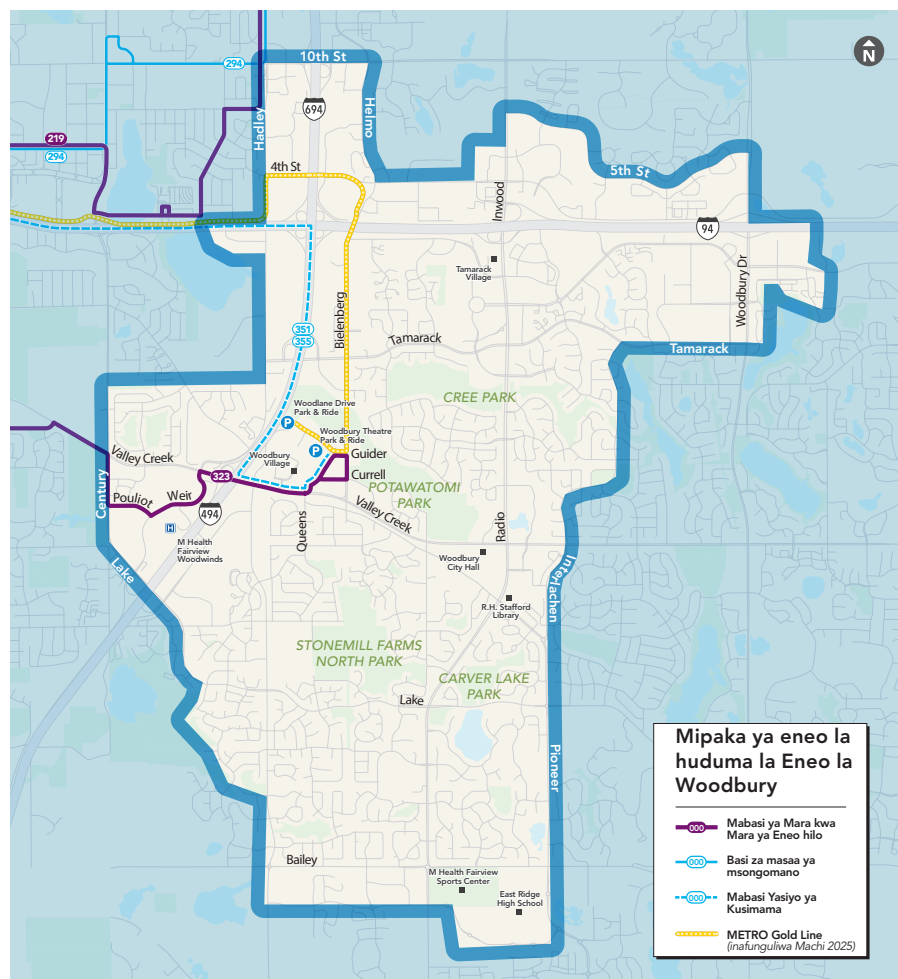 10th St
N
294
694
Hadley
Helmo
219
294
4th St
5th St
Inwood
94
Tamarack
Village
Woodbury Dr
Bielenberg
351
355
Tamarack
Tamarack
CREE PARK
Woodlane Drive
Park & Ride
P
Woodbury Theatre
Park & Ride
P
Valley Creek
Woodbury
Village
Guider
Currell
323
POTAWATOMI
PARK
Century
Pouliot
Weir
494
Queens
Valley Creek
Radio
H
M Health
Fairview
Woodwinds
Woodbury
City Hall
Lake
Interlachen
R.H. Stafford
Library
STONEMILL FARMS
NORTH PARK
CARVER LAKE
PARK
Lake
Pioneer
Bailey
M Health Fairview
Sports Center
East Ridge
High School
Mipaka ya eneo la
huduma la Eneo la
Woodbury
000
Mabasi ya Mara kwa
Mara ya Eneo hilo
000
Basi za masaa ya
msongomano
000
Mabasi Yasiyo ya
Kusimama
METRO Gold Line
(inafunguliwa Machi 2025)